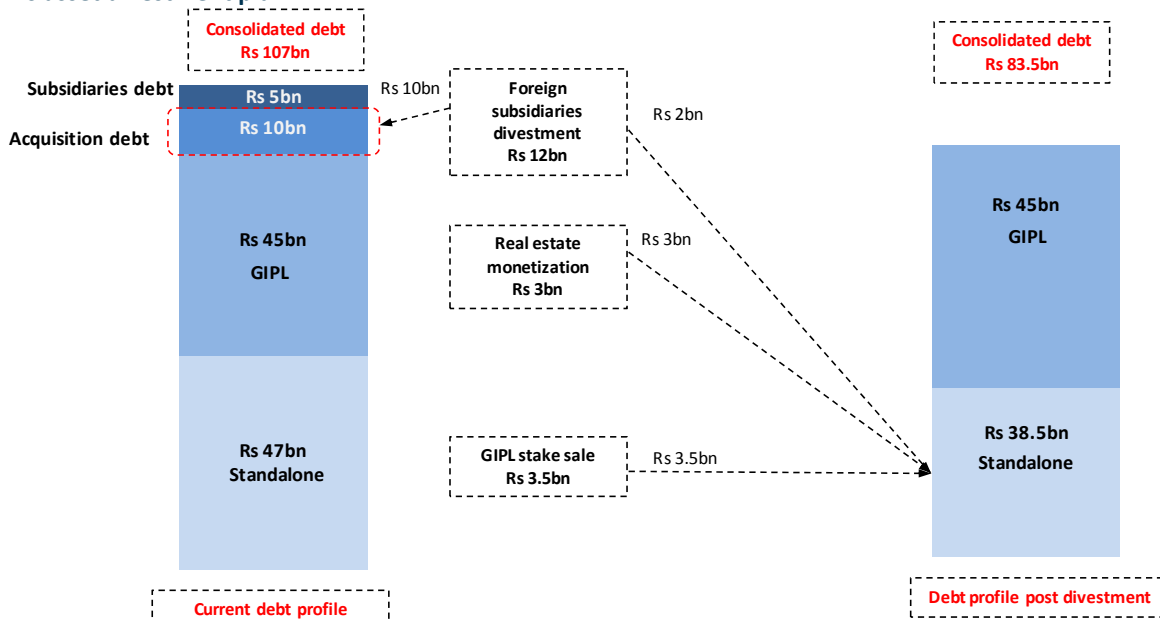 Consolidated debt
Rs 107bn
Consolidated debt
Rs 83.5bn
Subsidiaries debt
Rs 5bn
Rs 10bn
Foreign
subsidiaries
divestment
Rs 12bn
Rs 2bn
Acquisition debt
Rs 10bn
Rs 45bn
GIPL
Real estate
monetization
Rs 3bn
Rs 3bn
Rs 45bn
GIPL
Rs 47bn
Standalone
GIPL stake sale
Rs 3.5bn
Rs 3.5bn
Rs 38.5bn
Standalone
Current debt profile
Debt profile post divestment